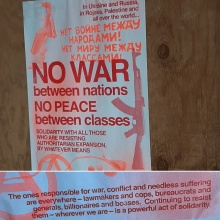 In Ukraine and Russia,
in Rojava, Palestine and
all over the world...
НЕТ ВОЙНЕ МЕЖДУ
НАРОДАМИ!
НЕТ МИРУ МЕЖДУ
КЛАССАМИ!
NO WAR
between nations
NO PEACE
between classes
SOLIDARITY WITH ALL THOSE
WHO ARE RESISTING
AUTHORITARIAN EXPANSION,
BY WHATEVER MEANS
The ones responsible for war, conflict and needless suffering
are everywhere – lawmakers and cops, bureaucrats and
generals, billionaires and bosses. Continuing to resist
them – wherever we are – is a powerful act of solidarity.